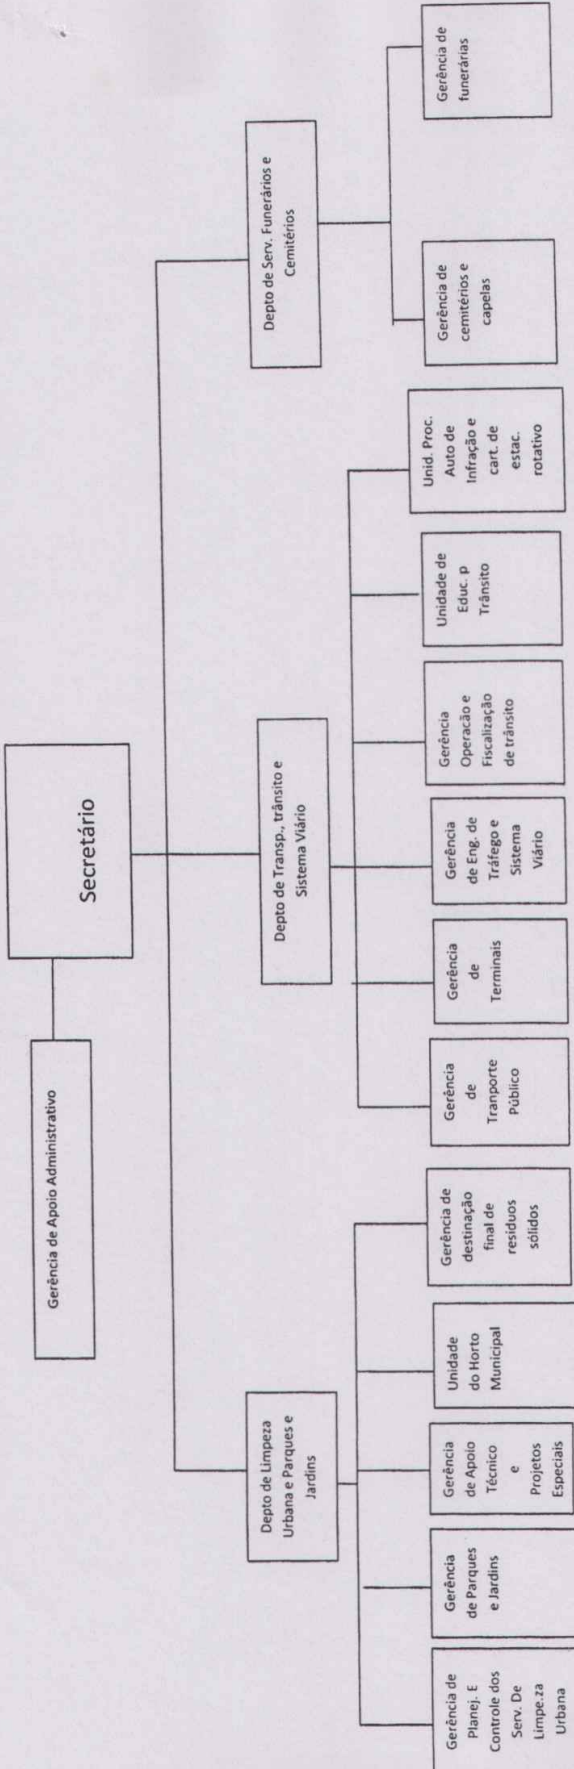 Secretário
Gerência de Apoio Administrativo
Depto de Limpeza
Urbana e Parques e
Jardins
Depto de Transp., trânsito e
Sistema Viário
Depto de Serv. Funerários e
Cemitérios
Gerência de
Planej. E
Controle dos
Serv. De
Limpe.za
Urbana
Gerência
de Parques
e Jardins
Gerência
de Apoio
Técnico
e
Projetos
Especiais
Unidade
do Horto
Municipal
Gerência de
destinação
final de
residuos
sólidos
Gerência
de
Tranporte
Público
Gerência
de
Terminais
Gerência
de Eng. de
Tráfego e
Sistema
Viário
Gerência
Operacão e
Fiscalização
de trânsito
Unidade de
Educ. p
Trânsito
Unid. Proc.
Auto de
Infração e
cart. de
estac.
rotativo
Gerência de
cemitérios e
capelas
Gerência de
funerárias